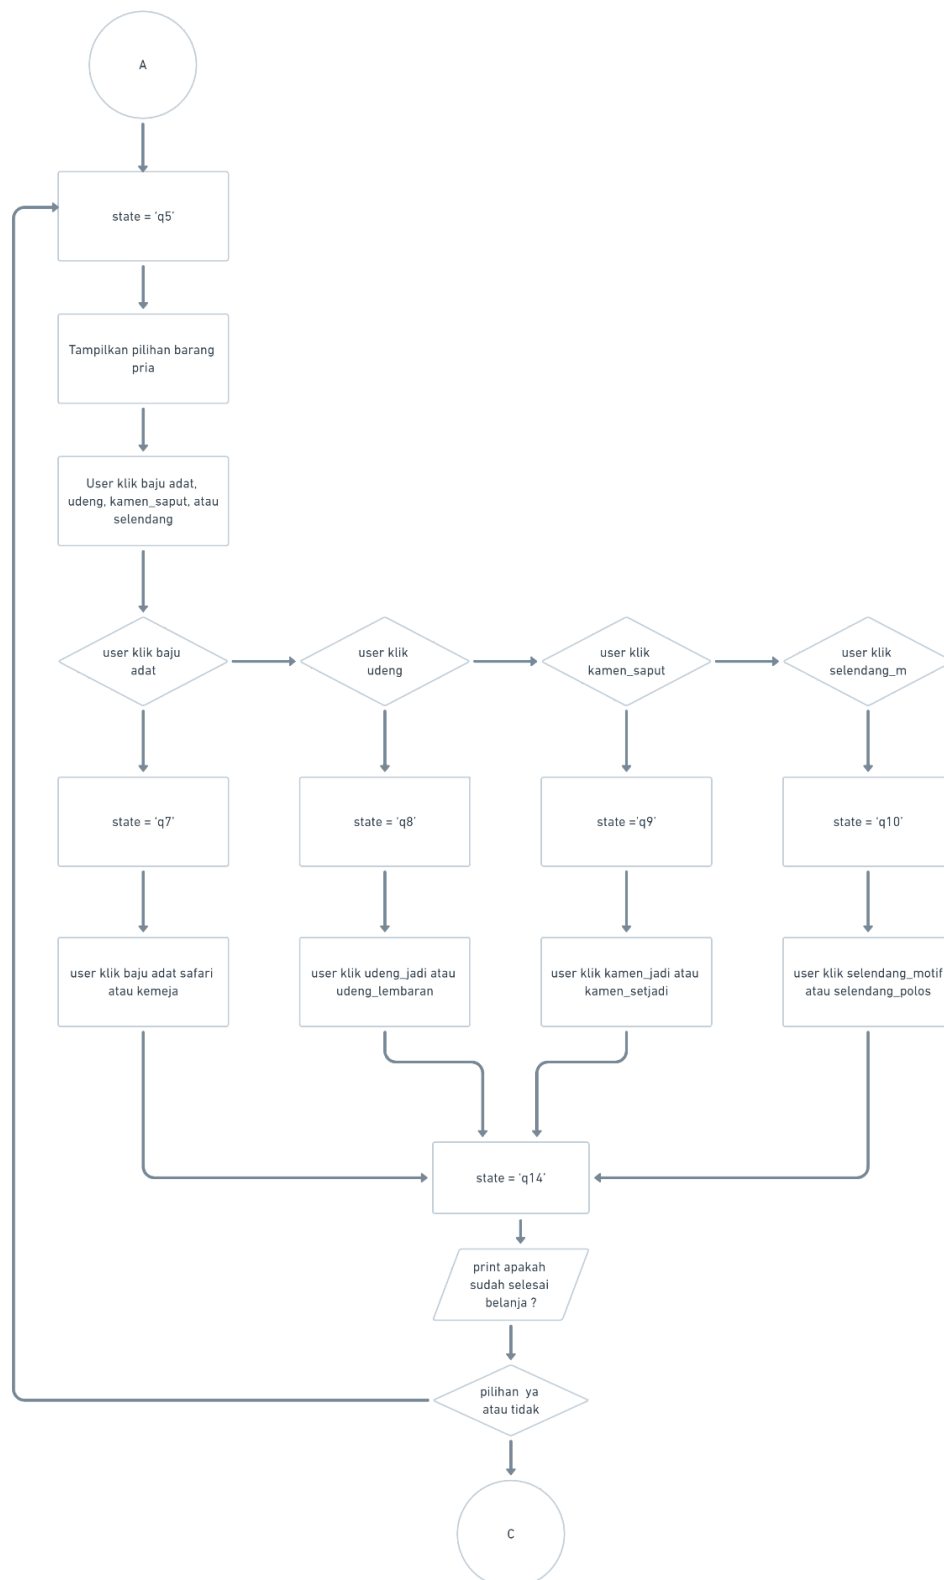 A
state = 'q5'
Tampilkan pilihan barang
pria
User klik baju adat,
udeng, kamen_saput, atau
selendang
user klik baju
adat
user klik
udeng
user klik
kamen_saput
user klik
selendang_m
state = 'q7'
state = 'q8'
state ='q9'
state = 'q10'
user klik baju adat safari
atau kemeja
user klik udeng_jadi atau
udeng_lembaran
user klik kamen_jadi atau
kamen_setjadi
user klik selendang_motif
atau selendang_polos
state = 'q14'
print apakah
sudah selesai
belanja ?
pilihan ya
atau tidak
C